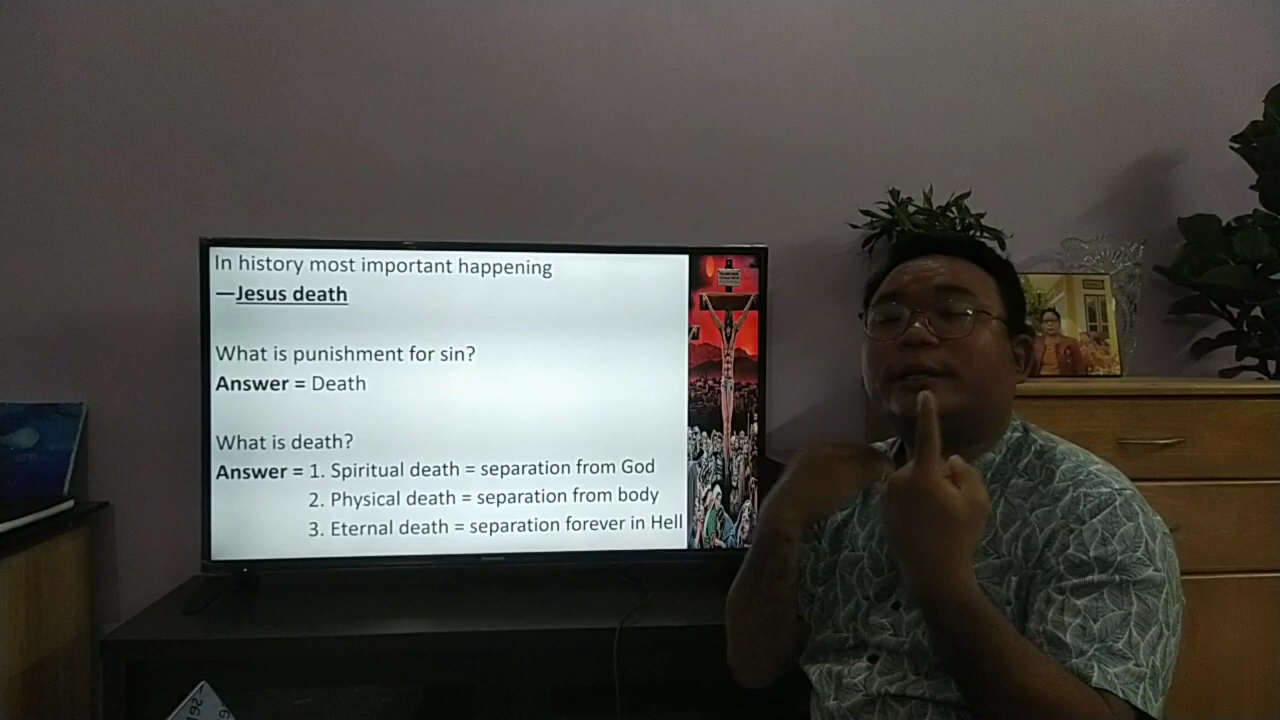 In history most important happening
—Jesus death
What is punishment for sin?
Answer = Death
What is death?
Answer = 1. Spiritual death = separation from God
2. Physical death = separation from body
3. Eternal death = separation forever in Hell